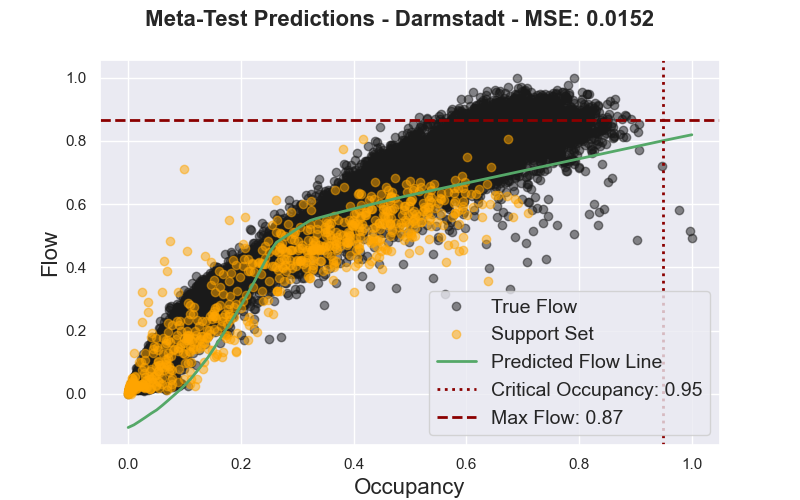 Meta-Test Predictions - Darmstadt - MSE: 0.0152
1.0
0.8
0.6
0.4
0.2
0.0
Flow
True Flow
Support Set
Predicted Flow Line
Critical Occupancy: 0.95
Max Flow: 0.87
0.0 0.2 0.4 0.6 0.8 1.0
Occupancy